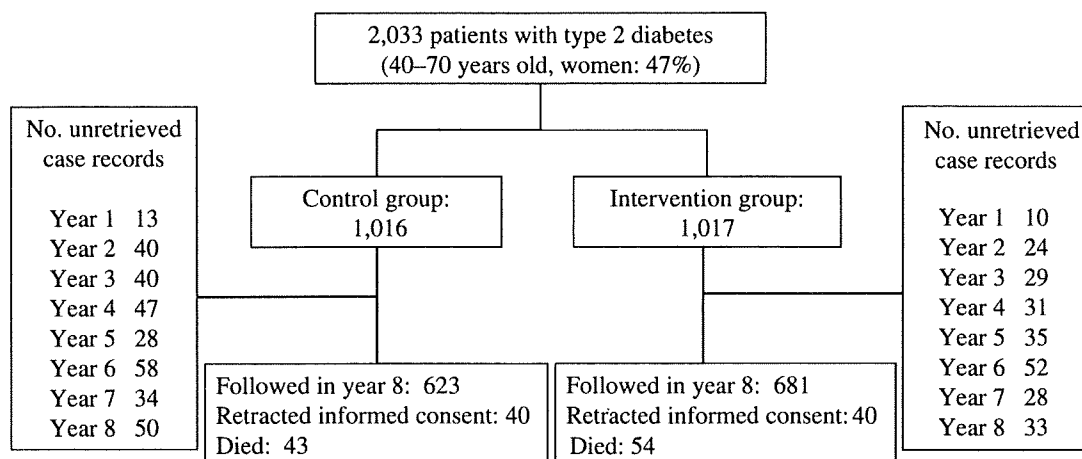 2,033 patients with type 2 diabetes
(40–70 years old, women: 47%)
No. unretrieved
case records
Year 1 13
Year 2 40
Year 3 40
Year 4 47
Year 5 28
Year 6 58
Year 7 34
Year 8 50
Control group:
1,016
Intervention group:
1,017
No. unretrieved
case records
Year 1 10
Year 2 24
Year 3 29
Year 4 31
Year 5 35
Year 6 52
Year 7 28
Year 8 33
Followed in year 8: 623
Retracted informed consent: 40
Died: 43
Followed in year 8: 681
Retracted informed consent: 40
Died: 54